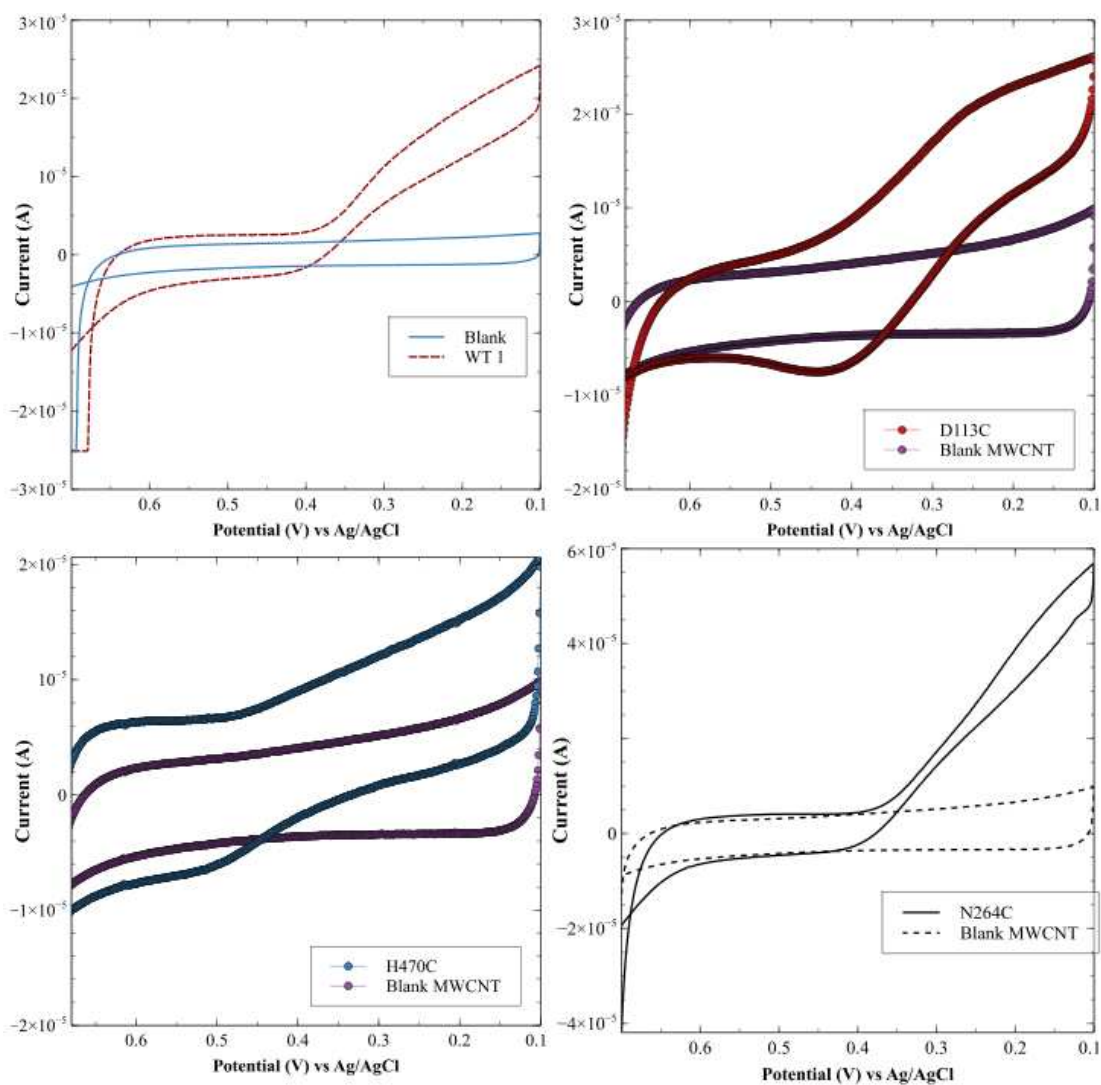 3×10⁻⁵
2×10⁻⁵
10⁻⁵
0
−1×10⁻⁵
−2×10⁻⁵
−3×10⁻⁵
Current (A)
Blank
WT 1
0.6 0.5 0.4 0.3 0.2 0.1
Potential (V) vs Ag/AgCl
3×10⁻⁵
2×10⁻⁵
10⁻⁵
0
−1×10⁻⁵
−2×10⁻⁵
Current (A)
D113C
Blank MWCNT
0.6 0.5 0.4 0.3 0.2 0.1
Potential (V) vs Ag/AgCl
2×10⁻⁵
10⁻⁵
0
−1×10⁻⁵
−2×10⁻⁵
Current (A)
H470C
Blank MWCNT
0.6 0.5 0.4 0.3 0.2 0.1
Potential (V) vs Ag/AgCl
6×10⁻⁵
4×10⁻⁵
0
−2×10⁻⁵
−4×10⁻⁵
Current (A)
N264C
Blank MWCNT
0.6 0.5 0.4 0.3 0.2 0.1
Potential (V) vs Ag/AgCl